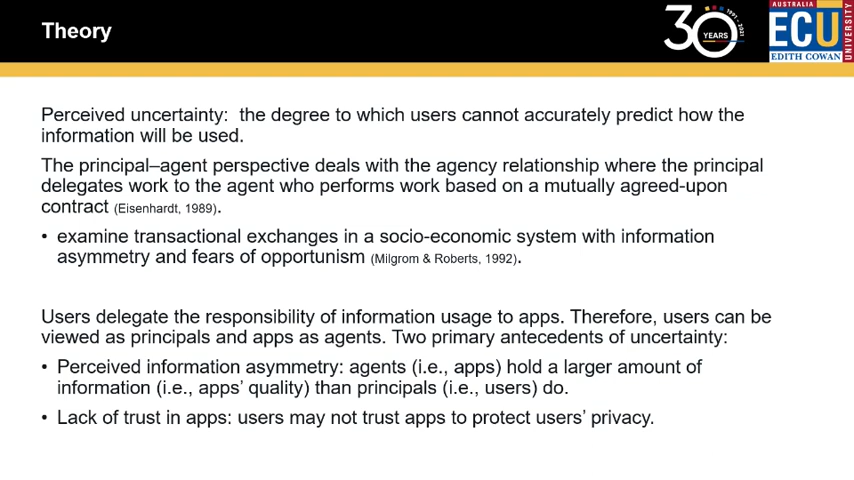 Theory
30 YEARS 1991 - 2021
AUSTRALIA
ECU
EDITH COWAN
UNIVERSITY
Perceived uncertainty:  the degree to which users cannot accurately predict how the
information will be used.
The principal–agent perspective deals with the agency relationship where the principal
delegates work to the agent who performs work based on a mutually agreed-upon
contract (Eisenhardt, 1989).
• examine transactional exchanges in a socio-economic system with information
asymmetry and fears of opportunism (Milgrom & Roberts, 1992).
Users delegate the responsibility of information usage to apps. Therefore, users can be
viewed as principals and apps as agents. Two primary antecedents of uncertainty:
• Perceived information asymmetry: agents (i.e., apps) hold a larger amount of
information (i.e., apps’ quality) than principals (i.e., users) do.
• Lack of trust in apps: users may not trust apps to protect users’ privacy.